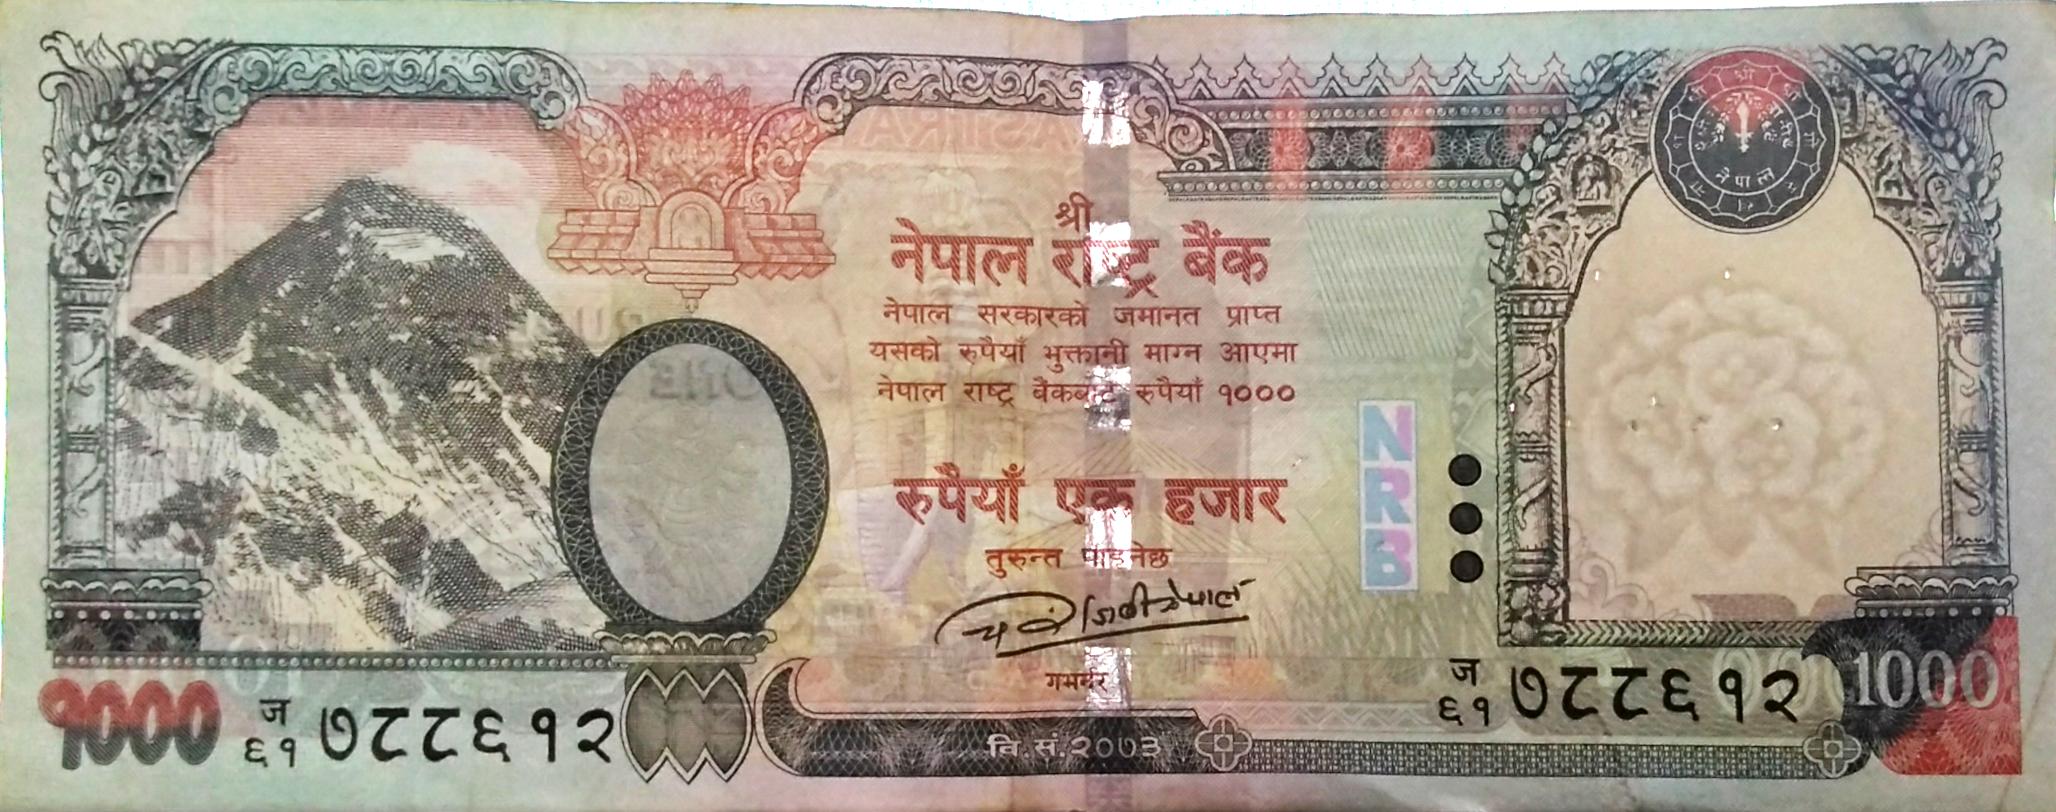 श्री
नेपाल राष्ट्र बैंक
नेपाल सरकारको जमानत प्राप्त
यसको रुपैयाँ भुक्तानी माग्न आएमा
नेपाल राष्ट्र बैंकबाट रुपैयाँ १०००
रुपैयाँ एक हजार
तुरुन्त पाइनेछ
गभर्नर
वि.सं.२०७३
NRB
नेपाल
१०००
ज
६१ ७८८६१२
ज
६१ ७८८६१२
1000